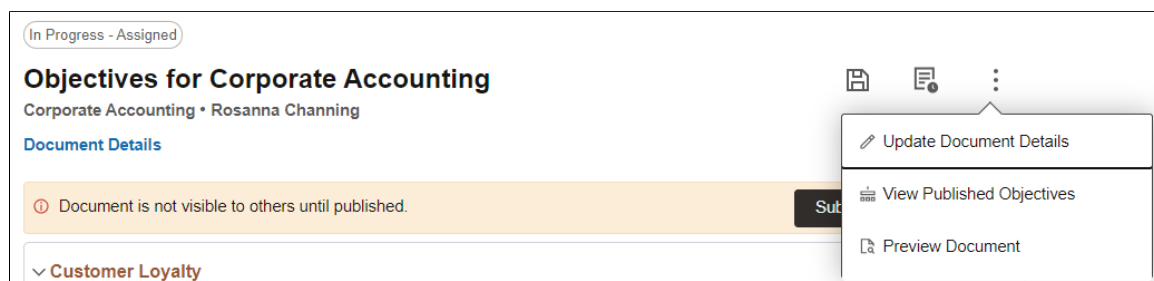 In Progress - Assigned
Objectives for Corporate Accounting
Corporate Accounting • Rosanna Channing
Document Details
Update Document Details
View Published Objectives
Document is not visible to others until published.
Preview Document
Customer Loyalty